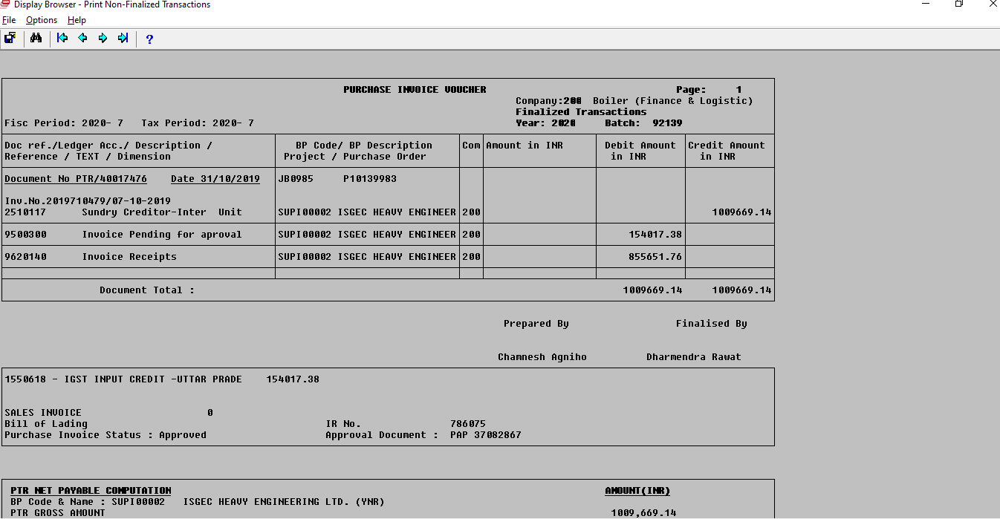 Display Browser - Print Non-Finalized Transactions
File Options Help
?
PURCHASE INVOICE VOUCHER Page: 1
Company:200 Boiler (Finance & Logistic)
Finalized Transactions
Fisc Period: 2020- 7 Tax Period: 2020- 7 Year: 2020 Batch: 92139
Doc ref./Ledger Acc./ Description / BP Code/ BP Description Com Amount in INR Debit Amount Credit Amount
Reference / TEXT / Dimension Project / Purchase Order in INR in INR
Document No PTR/40017476 Date 31/10/2019 JB0985 P10139983
Inv.No.2019710479/07-10-2019
2510117 Sundry Creditor-Inter Unit SUPI00002 ISGEC HEAVY ENGINEER 200 1009669.14
9500300 Invoice Pending for aproval SUPI00002 ISGEC HEAVY ENGINEER 200 154017.38
9620140 Invoice Receipts SUPI00002 ISGEC HEAVY ENGINEER 200 855651.76
Document Total : 1009669.14 1009669.14
Prepared By Finalised By
Chamnesh Agniho Dharmendra Rawat
1550618 - IGST INPUT CREDIT -UTTAR PRADE 154017.38
SALES INVOICE 0
Bill of Lading IR No. 786075
Purchase Invoice Status : Approved Approval Document : PAP 37082867
PTR NET PAYABLE COMPUTATION AMOUNT(INR)
BP Code & Name : SUPI00002 ISGEC HEAVY ENGINEERING LTD. (YNR)
PTR GROSS AMOUNT 1009,669.14